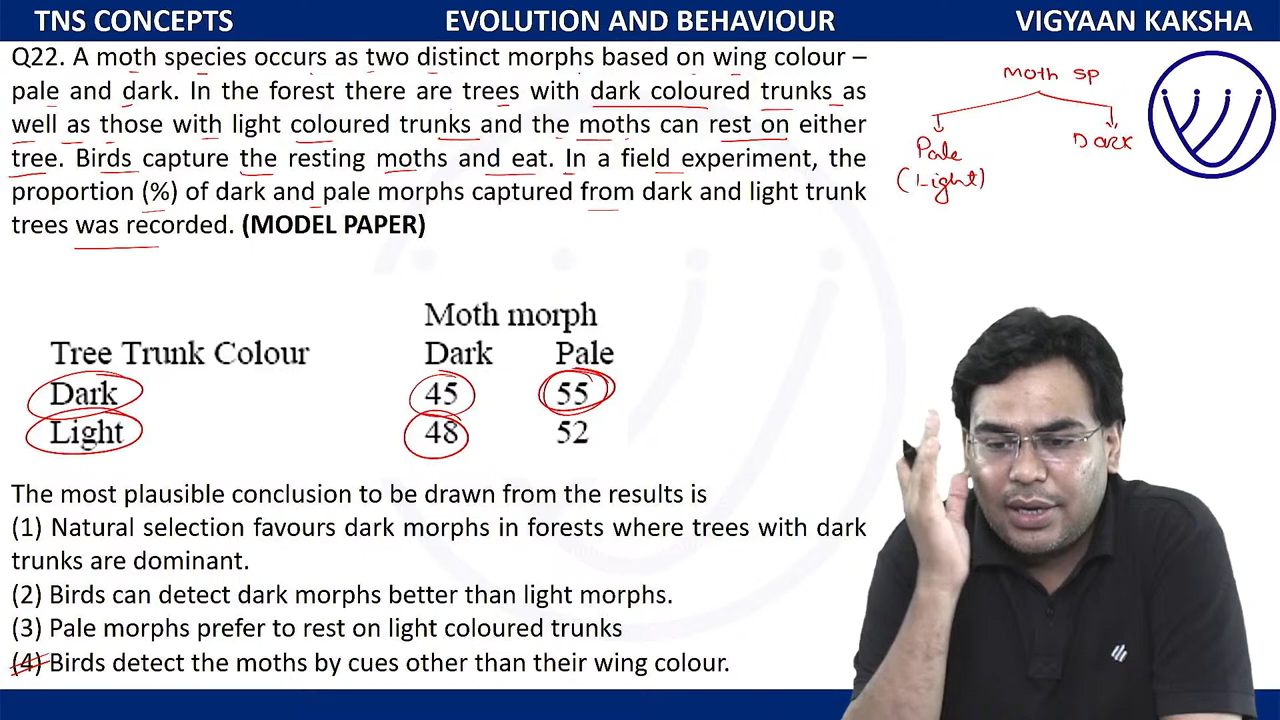 TNS CONCEPTS EVOLUTION AND BEHAVIOUR VIGYAAN KAKSHA
Q22. A moth species occurs as two distinct morphs based on wing colour –
pale and dark. In the forest there are trees with dark coloured trunks as
well as those with light coloured trunks and the moths can rest on either
tree. Birds capture the resting moths and eat. In a field experiment, the
proportion (%) of dark and pale morphs captured from dark and light trunk
trees was recorded. (MODEL PAPER)
Moth sp
Pale Dark
(Light)
Moth morph
Tree Trunk Colour Dark Pale
Dark 45 55
Light 48 52
The most plausible conclusion to be drawn from the results is
(1) Natural selection favours dark morphs in forests where trees with dark
trunks are dominant.
(2) Birds can detect dark morphs better than light morphs.
(3) Pale morphs prefer to rest on light coloured trunks
(4) Birds detect the moths by cues other than their wing colour.